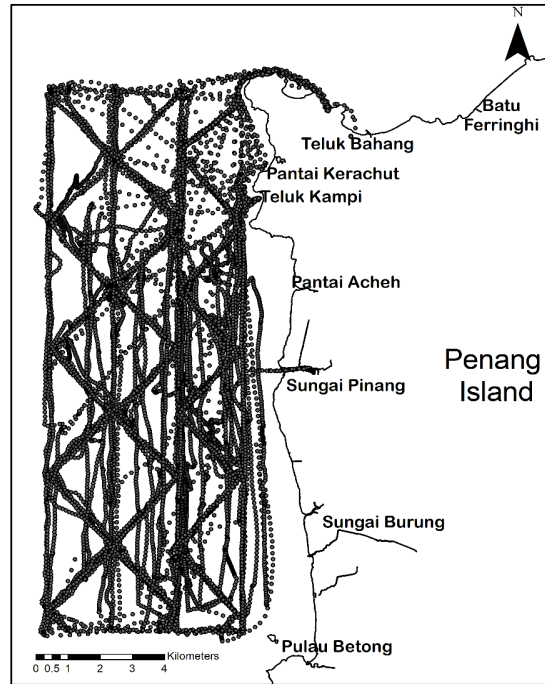 N
Batu
Ferringhi
Teluk Bahang
Pantai Kerachut
Teluk Kampi
Pantai Acheh
Penang
Island
Sungai Pinang
Sungai Burung
Pulau Betong
Kilometers
0 0.5 1 2 3 4